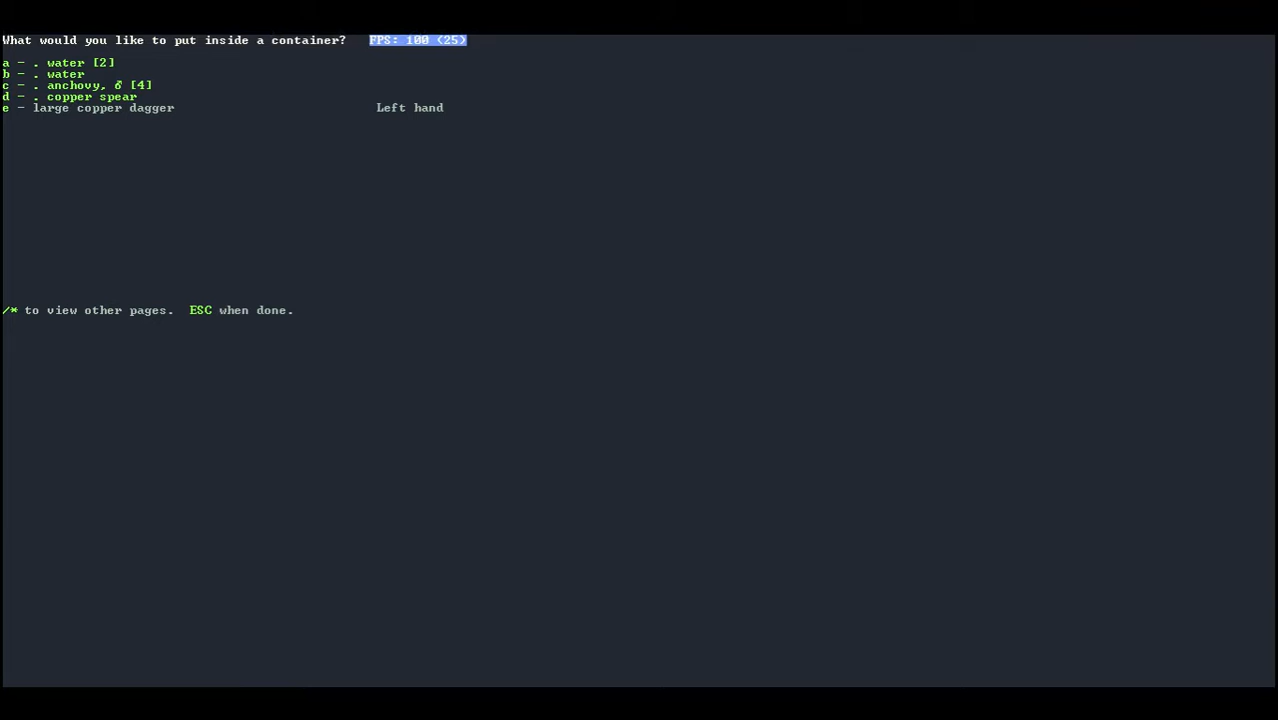 What would you like to put inside a container? FPS: 100 (25)
a - . water [2]
b - . water
c - . anchovy, ♂ [4]
d - . copper spear
e - large copper dagger Left hand
/* to view other pages. ESC when done.